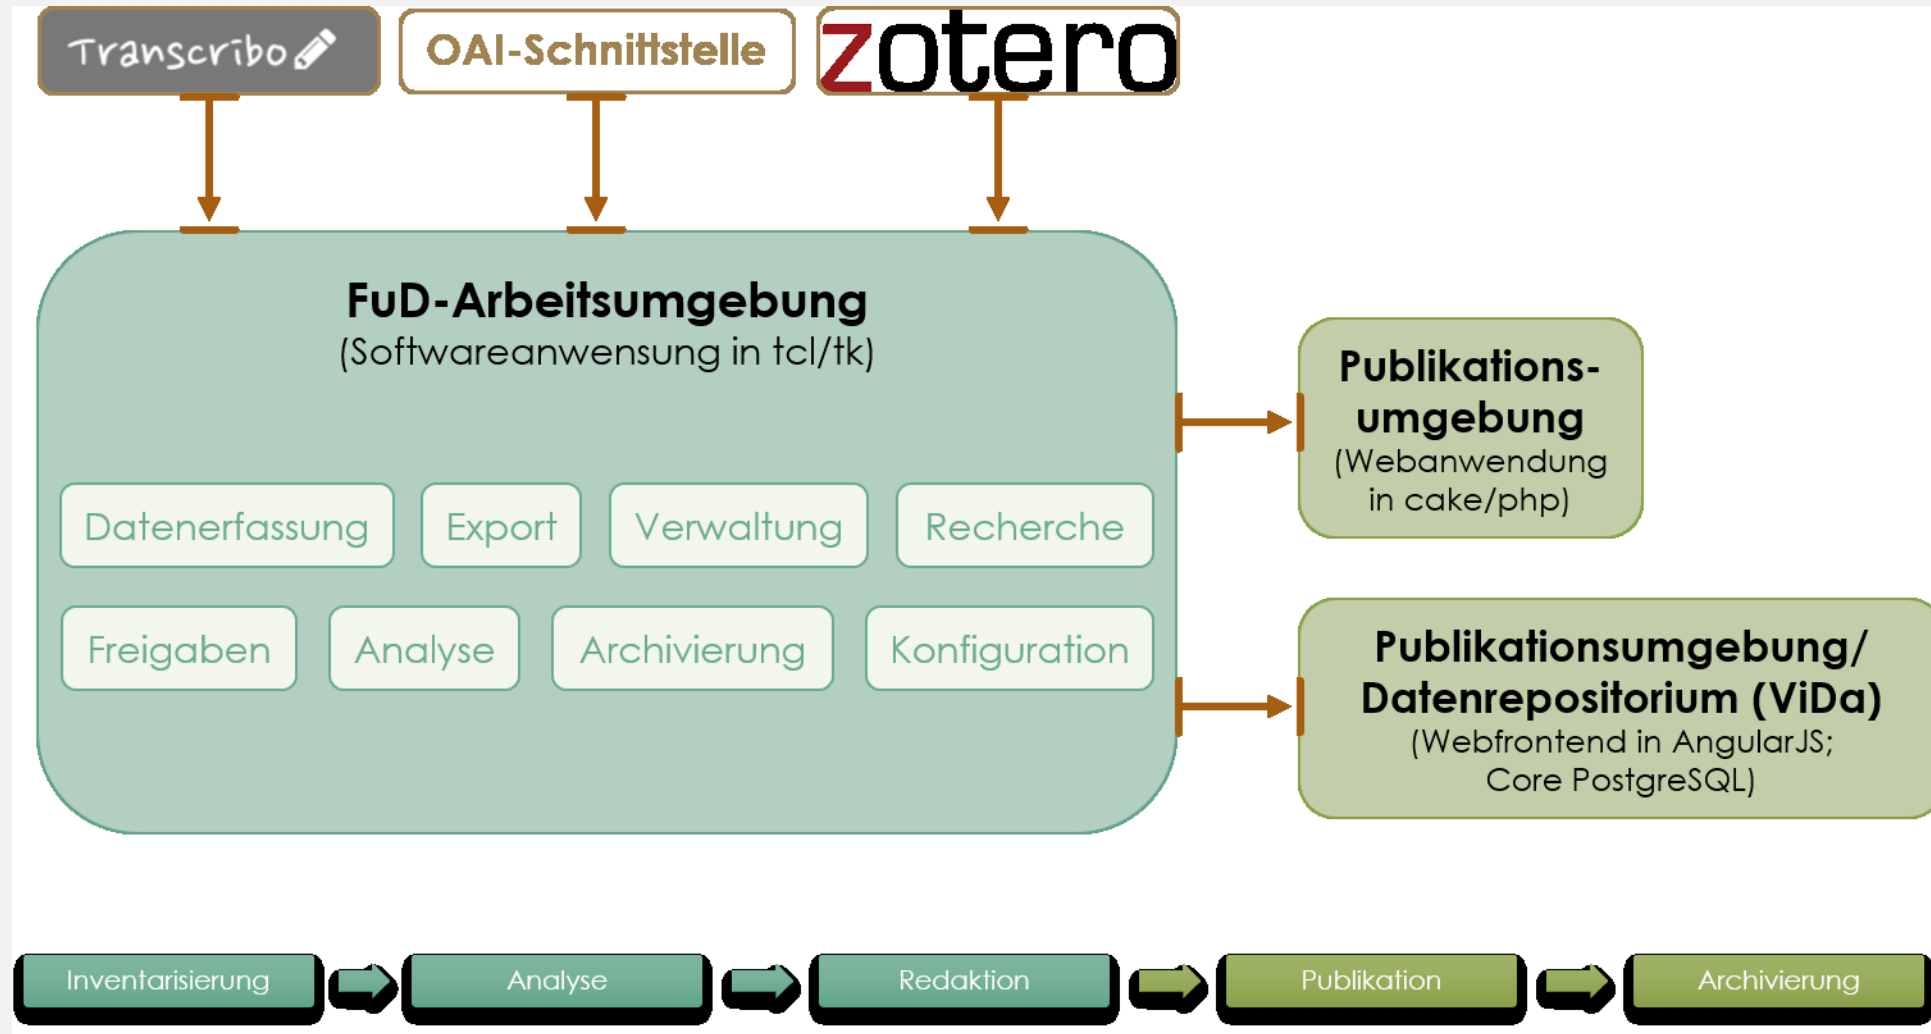 Transcribo
OAI-Schnittstelle
zotero
FuD-Arbeitsumgebung
(Softwareanwensung in tcl/tk)
Datenerfassung
Export
Verwaltung
Recherche
Freigaben
Analyse
Archivierung
Konfiguration
Publikations-
umgebung
(Webanwendung
in cake/php)
Publikationsumgebung/
Datenrepositorium (ViDa)
(Webfrontend in AngularJS;
Core PostgreSQL)
Inventarisierung
Analyse
Redaktion
Publikation
Archivierung